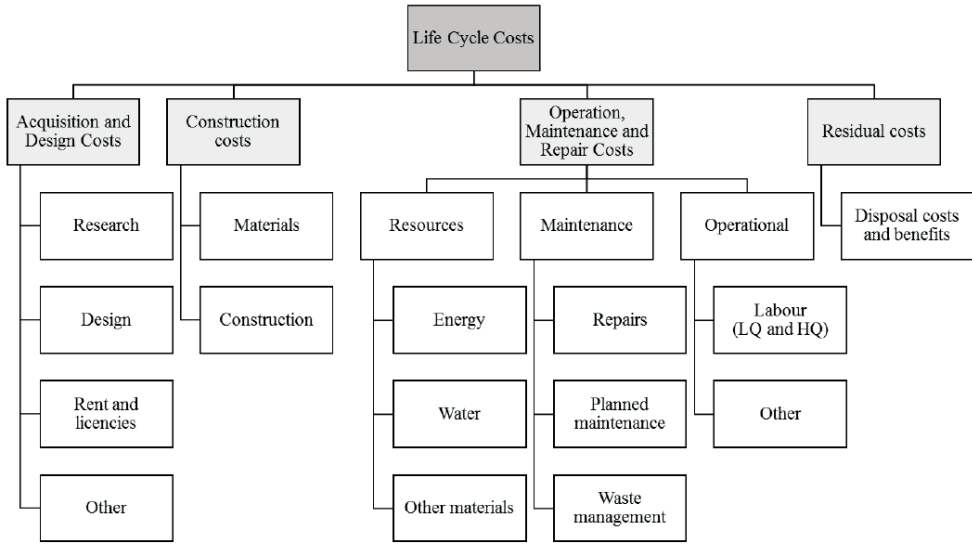 Life Cycle Costs
Acquisition and
Design Costs
Construction
costs
Operation,
Maintenance and
Repair Costs
Residual costs
Research
Materials
Resources
Maintenance
Operational
Disposal costs
and benefits
Design
Construction
Energy
Repairs
Labour
(LQ and HQ)
Rent and
licencies
Water
Planned
maintenance
Other
Other
Other materials
Waste
management